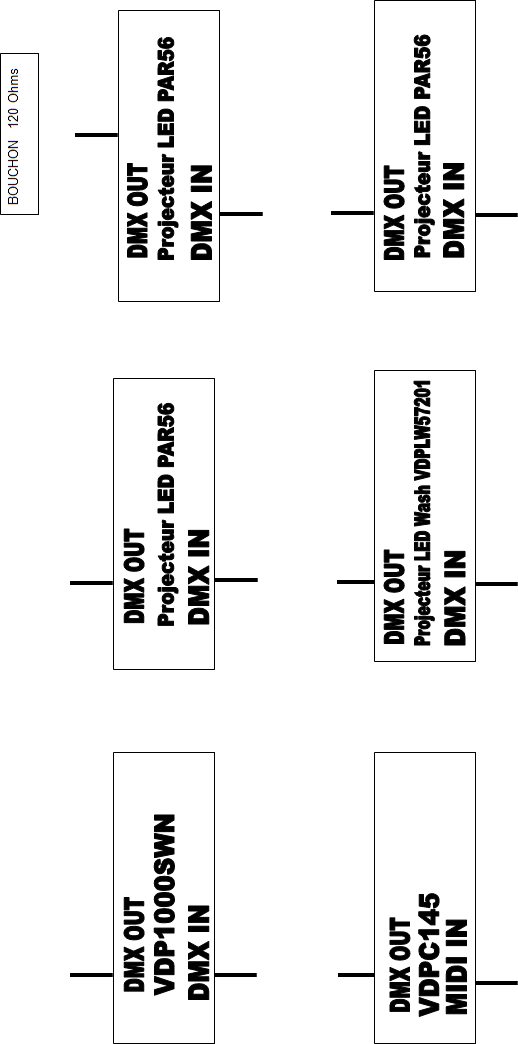 BOUCHON 120 Ohms
DMX OUT
Projecteur LED PAR56
DMX IN
DMX OUT
Projecteur LED PAR56
DMX IN
DMX OUT
Projecteur LED PAR56
DMX IN
DMX OUT
Projecteur LED Wash VDPLW57201
DMX IN
DMX OUT
VDP1000SWN
DMX IN
DMX OUT
VDPC145
MIDI IN